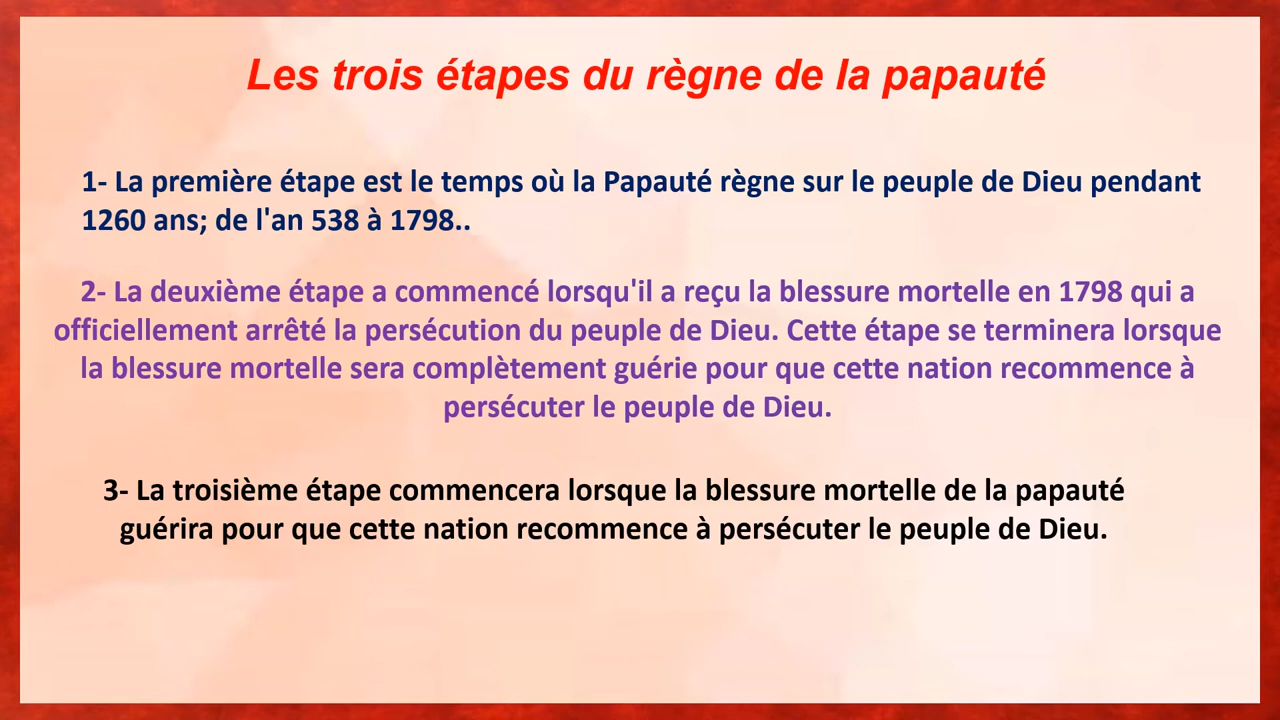 Les trois étapes du règne de la papauté
1- La première étape est le temps où la Papauté règne sur le peuple de Dieu pendant
1260 ans; de l'an 538 à 1798..
2- La deuxième étape a commencé lorsqu'il a reçu la blessure mortelle en 1798 qui a
officiellement arrêté la persécution du peuple de Dieu. Cette étape se terminera lorsque
la blessure mortelle sera complètement guérie pour que cette nation recommence à
persécuter le peuple de Dieu.
3- La troisième étape commencera lorsque la blessure mortelle de la papauté
guérira pour que cette nation recommence à persécuter le peuple de Dieu.